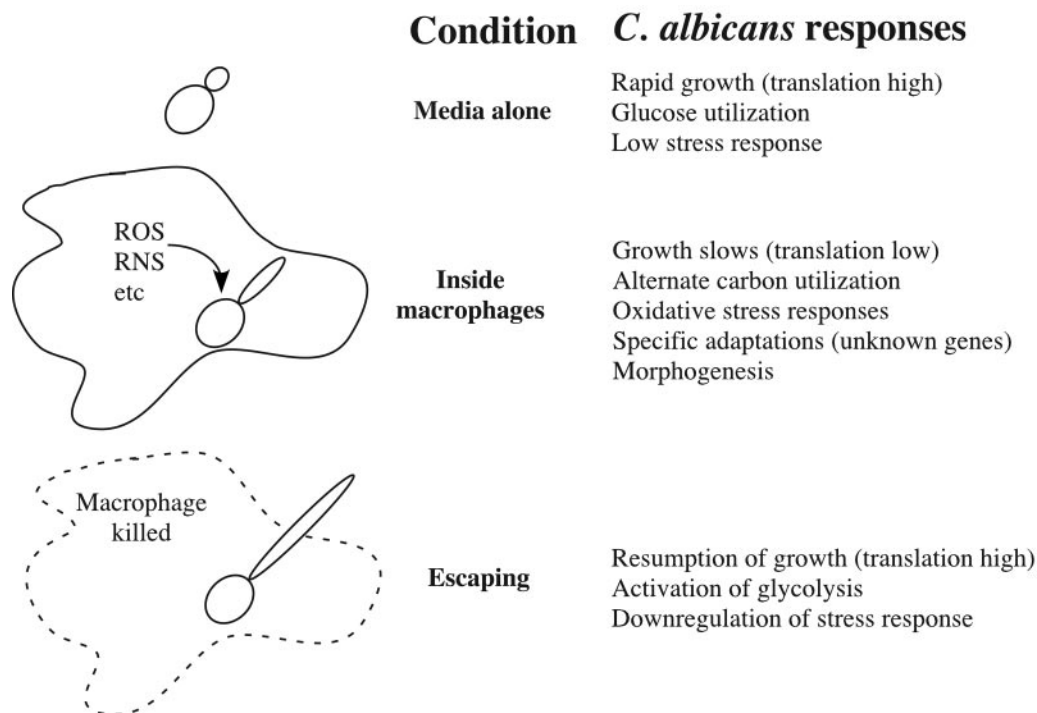 Condition
C. albicans responses
Media alone
Rapid growth (translation high)
Glucose utilization
Low stress response
ROS
RNS
etc
Inside
macrophages
Growth slows (translation low)
Alternate carbon utilization
Oxidative stress responses
Specific adaptations (unknown genes)
Morphogenesis
Macrophage
killed
Escaping
Resumption of growth (translation high)
Activation of glycolysis
Downregulation of stress response